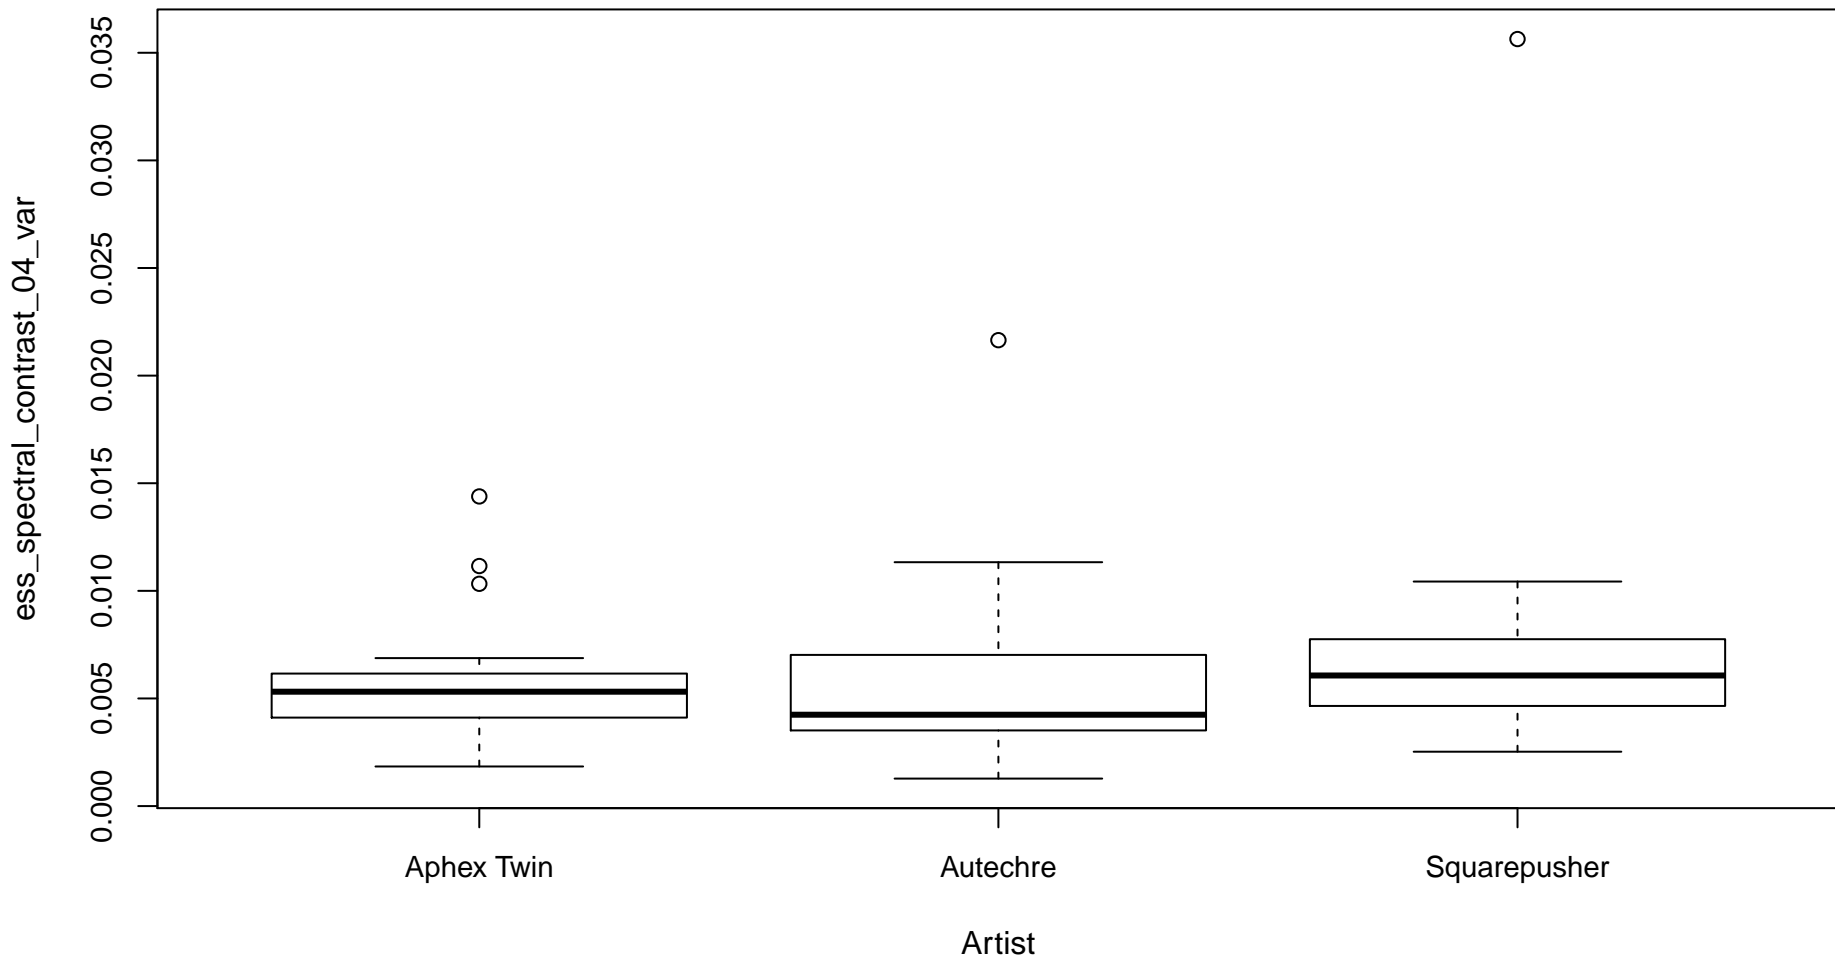 ess_spectral_contrast_04_var
0.035
0.030
0.025
0.020
0.015
0.010
0.005
0.000
Aphex Twin
Autechre
Squarepusher
Artist